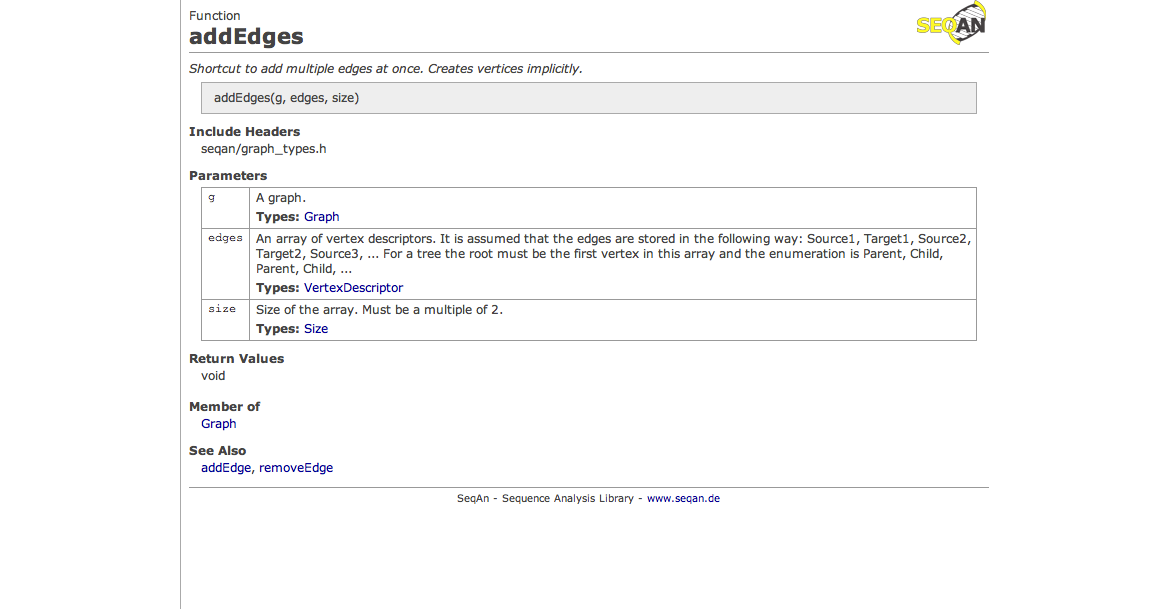 Function
addEdges
SEQAN
Shortcut to add multiple edges at once. Creates vertices implicitly.
addEdges(g, edges, size)
Include Headers
seqan/graph_types.h
Parameters
g
A graph.
Types: Graph
edges
An array of vertex descriptors. It is assumed that the edges are stored in the following way: Source1, Target1, Source2,
Target2, Source3, ... For a tree the root must be the first vertex in this array and the enumeration is Parent, Child,
Parent, Child, ...
Types: VertexDescriptor
size
Size of the array. Must be a multiple of 2.
Types: Size
Return Values
void
Member of
Graph
See Also
addEdge, removeEdge
SeqAn - Sequence Analysis Library - www.seqan.de